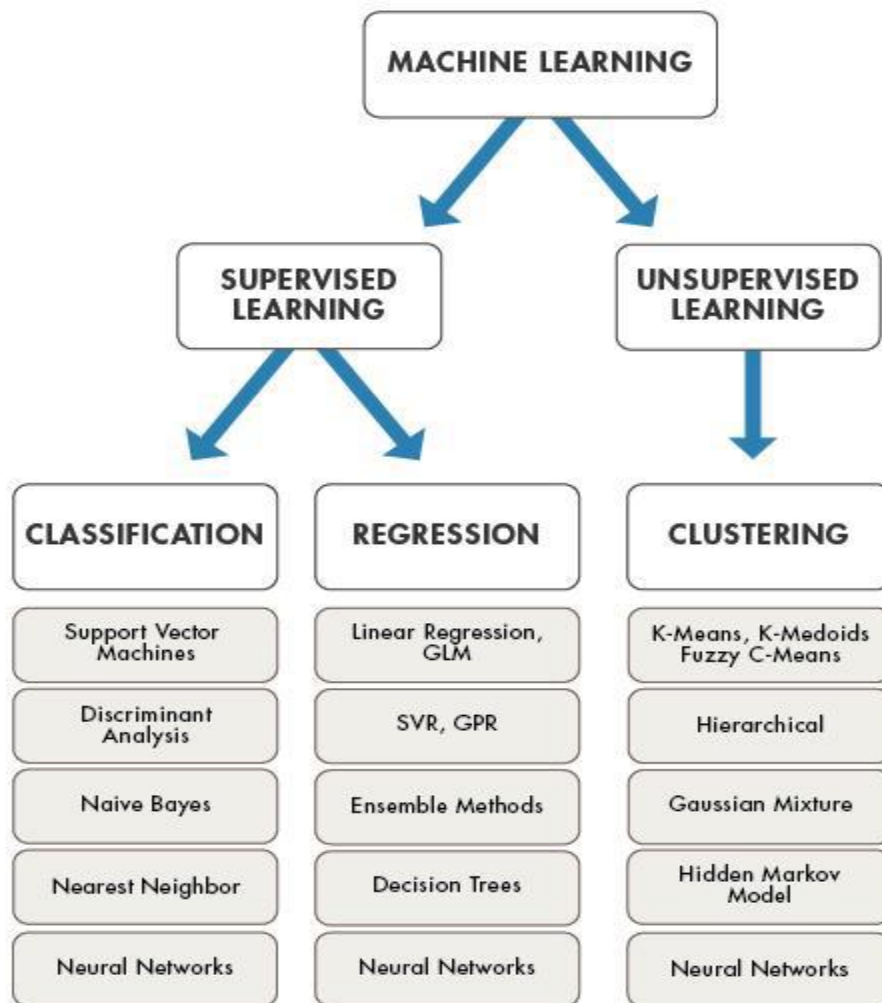 MACHINE LEARNING
SUPERVISED
LEARNING
UNSUPERVISED
LEARNING
CLASSIFICATION
Support Vector
Machines
Discriminant
Analysis
Naive Bayes
Nearest Neighbor
Neural Networks
REGRESSION
Linear Regression,
GLM
SVR, GPR
Ensemble Methods
Decision Trees
Neural Networks
CLUSTERING
K-Means, K-Medoids
Fuzzy C-Means
Hierarchical
Gaussian Mixture
Hidden Markov
Model
Neural Networks